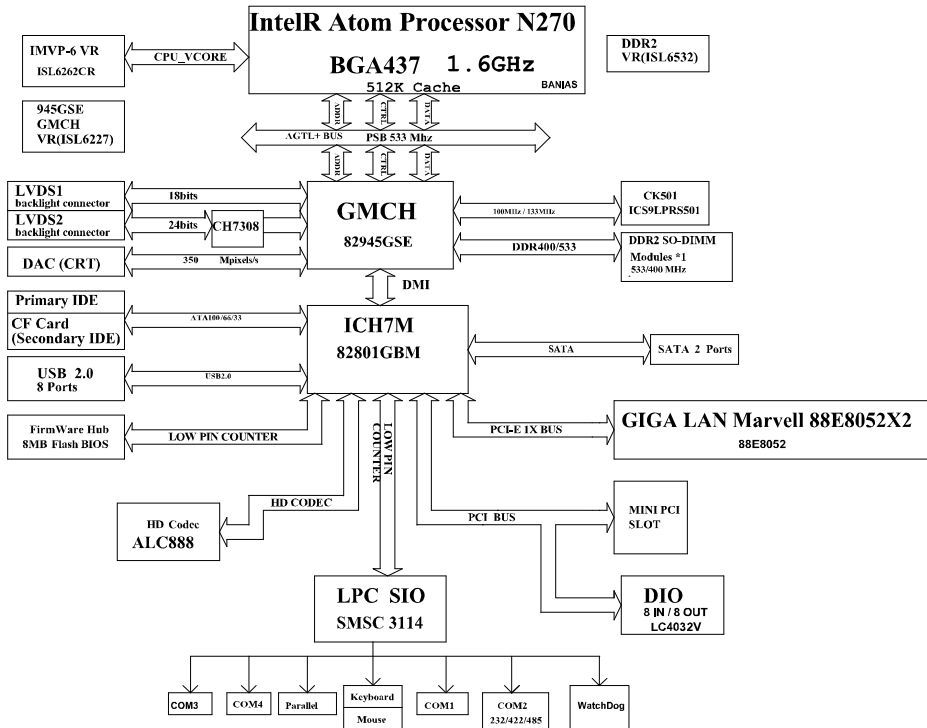 IntelR Atom Processor N270
BGA437 1.6GHz
512K Cache
BANIAS
IMVP-6 VR
ISL6262CR
CPU_VCORE
DDR2
VR(ISL6532)
945GSE
GMCH
VR(ISL6227)
ADDR
CTRL
DATA
AGTL+ BUS PSB 533 Mhz
ADDR
CTRL
DATA
LVDS1
backlight connector
18bits
LVDS2
backlight connector
24bits
CH7308
DAC (CRT)
350 Mpixels/s
GMCH
82945GSE
100MHz / 133MHz
CK501
ICS9LPRS501
DDR400/533
DDR2 SO-DIMM
Modules *1
533/400 MHz
DMI
Primary IDE
CF Card
(Secondary IDE)
ATA100/66/33
ICH7M
82801GBM
SATA
SATA 2 Ports
USB 2.0
8 Ports
USB2.0
FirmWare Hub
8MB Flash BIOS
LOW PIN COUNTER
LOW PIN
COUNTER
PCI-E 1X BUS
GIGA LAN Marvell 88E8052X2
88E8052
HD CODEC
HD Codec
ALC888
PCI BUS
MINI PCI
SLOT
DIO
8 IN / 8 OUT
LC4032V
LPC SIO
SMSC 3114
COM3
COM4
Parallel
Keyboard
Mouse
COM1
COM2
232/422/485
WatchDog